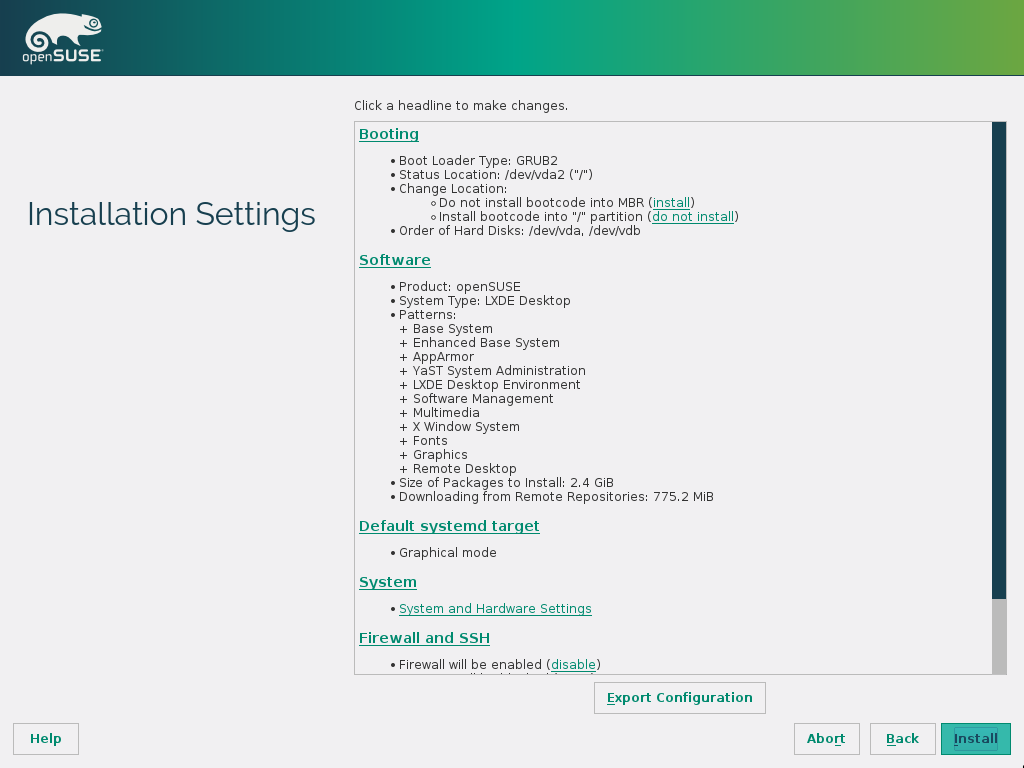 openSUSE
Click a headline to make changes.
Installation Settings
Booting
• Boot Loader Type: GRUB2
• Status Location: /dev/vda2 ("/")
• Change Location:
◦ Do not install bootcode into MBR (install)
◦ Install bootcode into "/" partition (do not install)
• Order of Hard Disks: /dev/vda, /dev/vdb
Software
• Product: openSUSE
• System Type: LXDE Desktop
• Patterns:
+ Base System
+ Enhanced Base System
+ AppArmor
+ YaST System Administration
+ LXDE Desktop Environment
+ Software Management
+ Multimedia
+ X Window System
+ Fonts
+ Graphics
+ Remote Desktop
• Size of Packages to Install: 2.4 GiB
• Downloading from Remote Repositories: 775.2 MiB
Default systemd target
• Graphical mode
System
• System and Hardware Settings
Firewall and SSH
• Firewall will be enabled (disable)
Export Configuration
Help
Abort
Back
Install